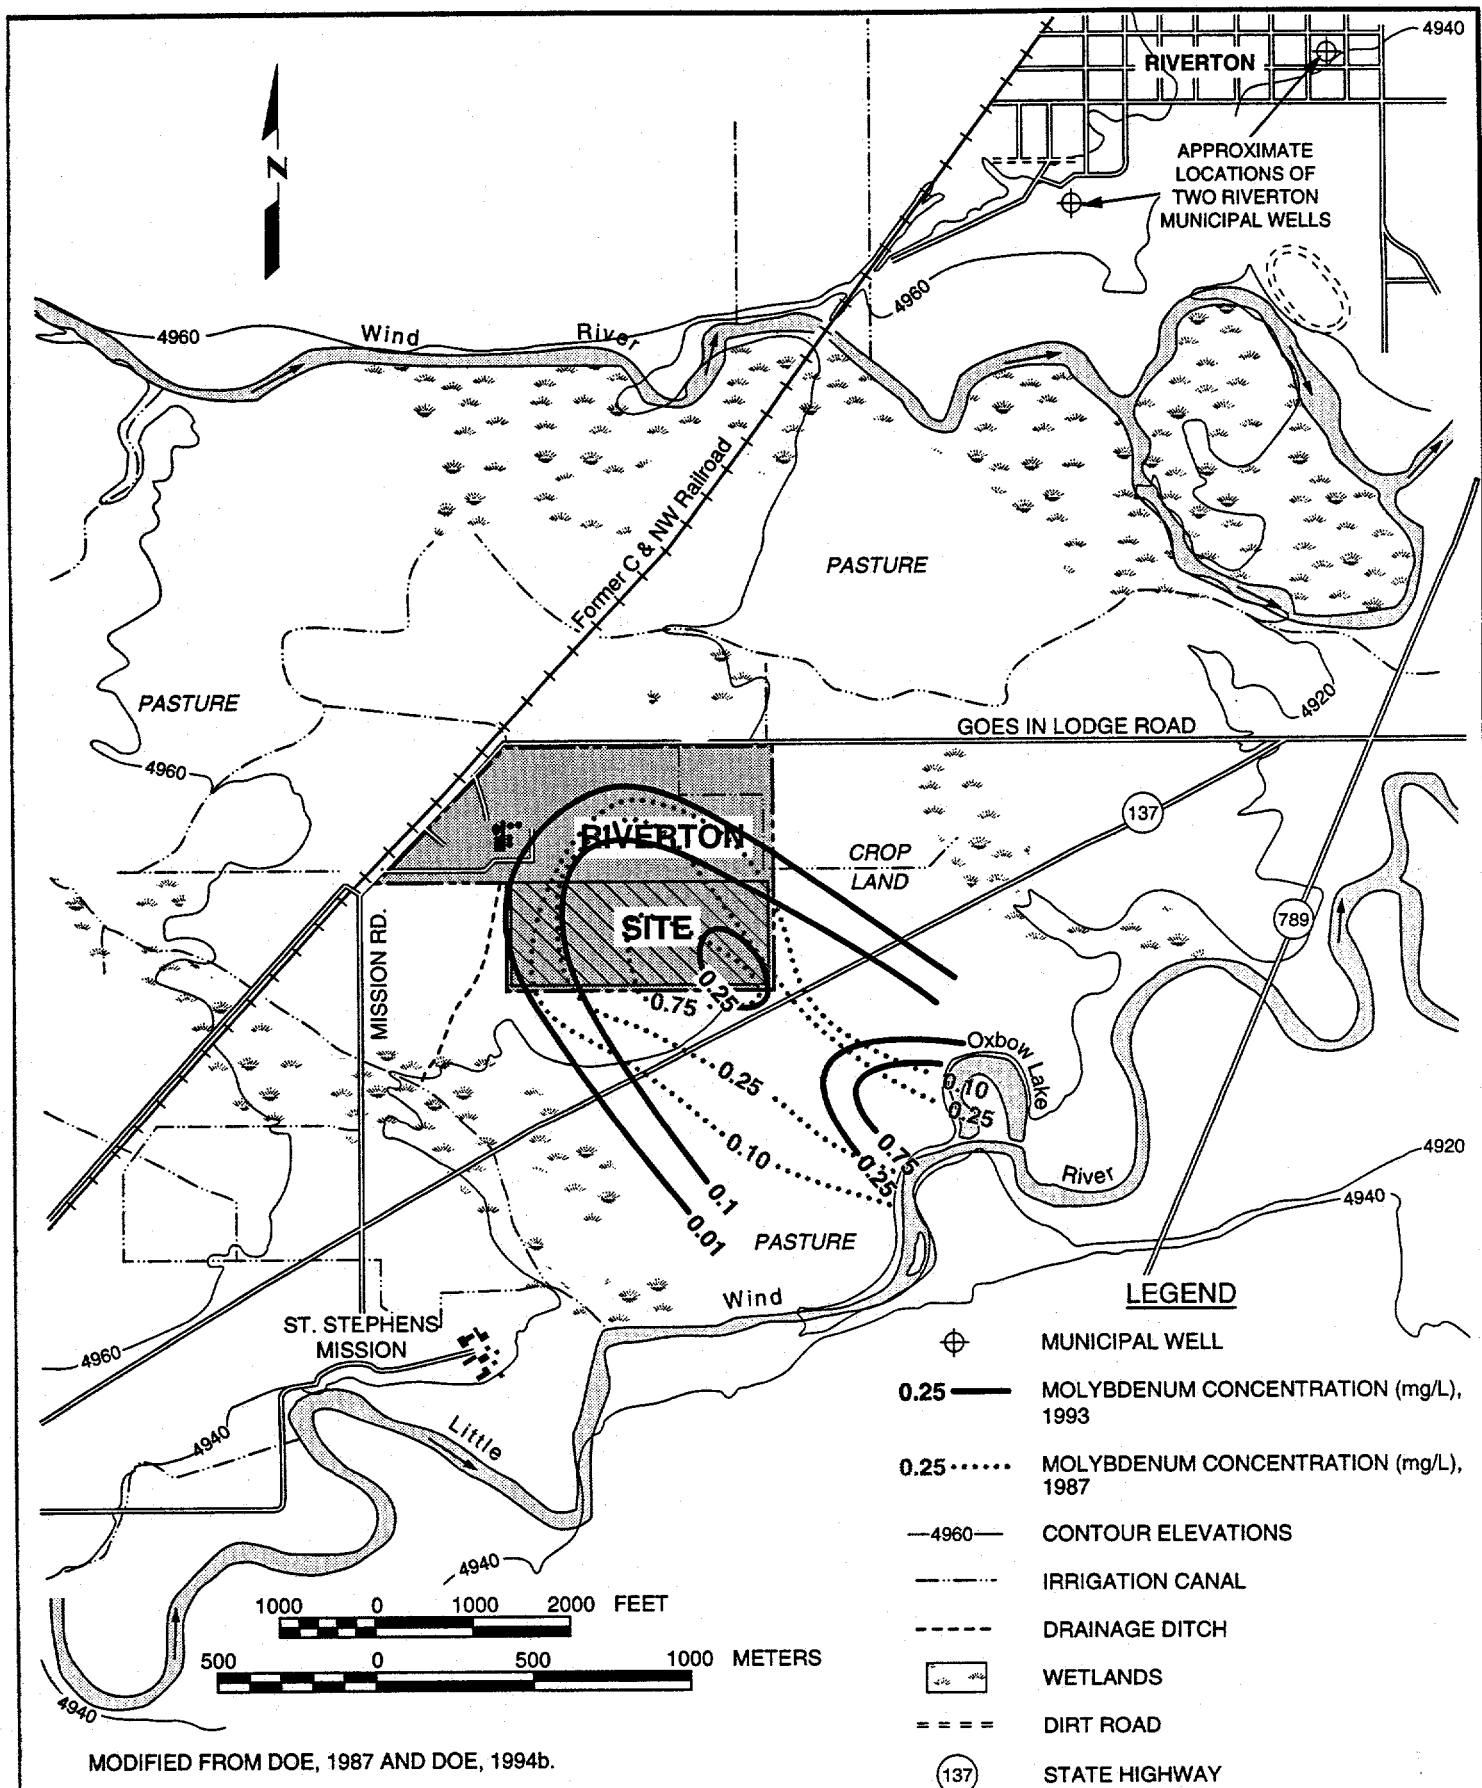 4940
RIVERTON
APPROXIMATE
LOCATIONS OF
TWO RIVERTON
MUNICIPAL WELLS
N
4960
4960
Wind
River
Former C & NW Railroad
PASTURE
PASTURE
4920
GOES IN LODGE ROAD
4960
137
RIVERTON
CROP
LAND
SITE
MISSION RD.
789
0.75
0.25
Oxbow Lake
0.25
0.10
0.25
0.10
0.75
0.25
River
4920
0.1
0.01
4940
PASTURE
Wind
ST. STEPHENS
MISSION
4960
4940
Little
4940
4940
1000 0 1000 2000 FEET
500 0 500 1000 METERS
MODIFIED FROM DOE, 1987 AND DOE, 1994b.
LEGEND
MUNICIPAL WELL
0.25 MOLYBDENUM CONCENTRATION (mg/L),
1993
0.25 MOLYBDENUM CONCENTRATION (mg/L),
1987
4960 CONTOUR ELEVATIONS
IRRIGATION CANAL
DRAINAGE DITCH
WETLANDS
DIRT ROAD
137 STATE HIGHWAY